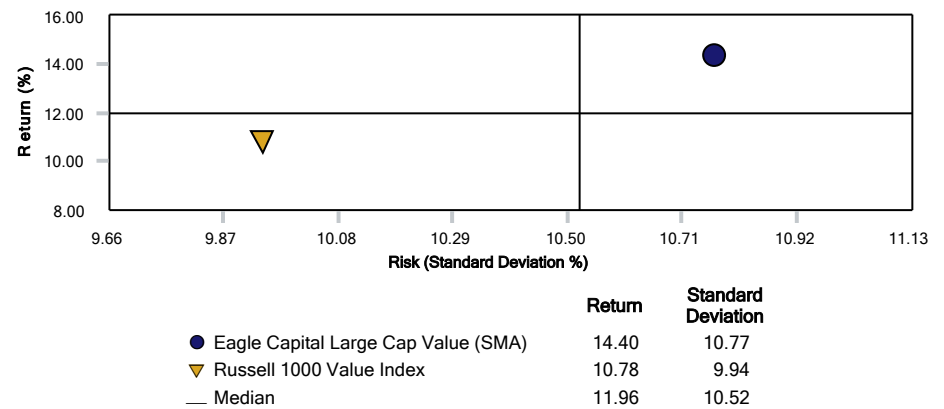 16.00
14.00
12.00
10.00
8.00
Return (%)
9.66 9.87 10.08 10.29 10.50 10.71 10.92 11.13
Risk (Standard Deviation %)
Return Standard Deviation
Eagle Capital Large Cap Value (SMA) 14.40 10.77
Russell 1000 Value Index 10.78 9.94
Median 11.96 10.52